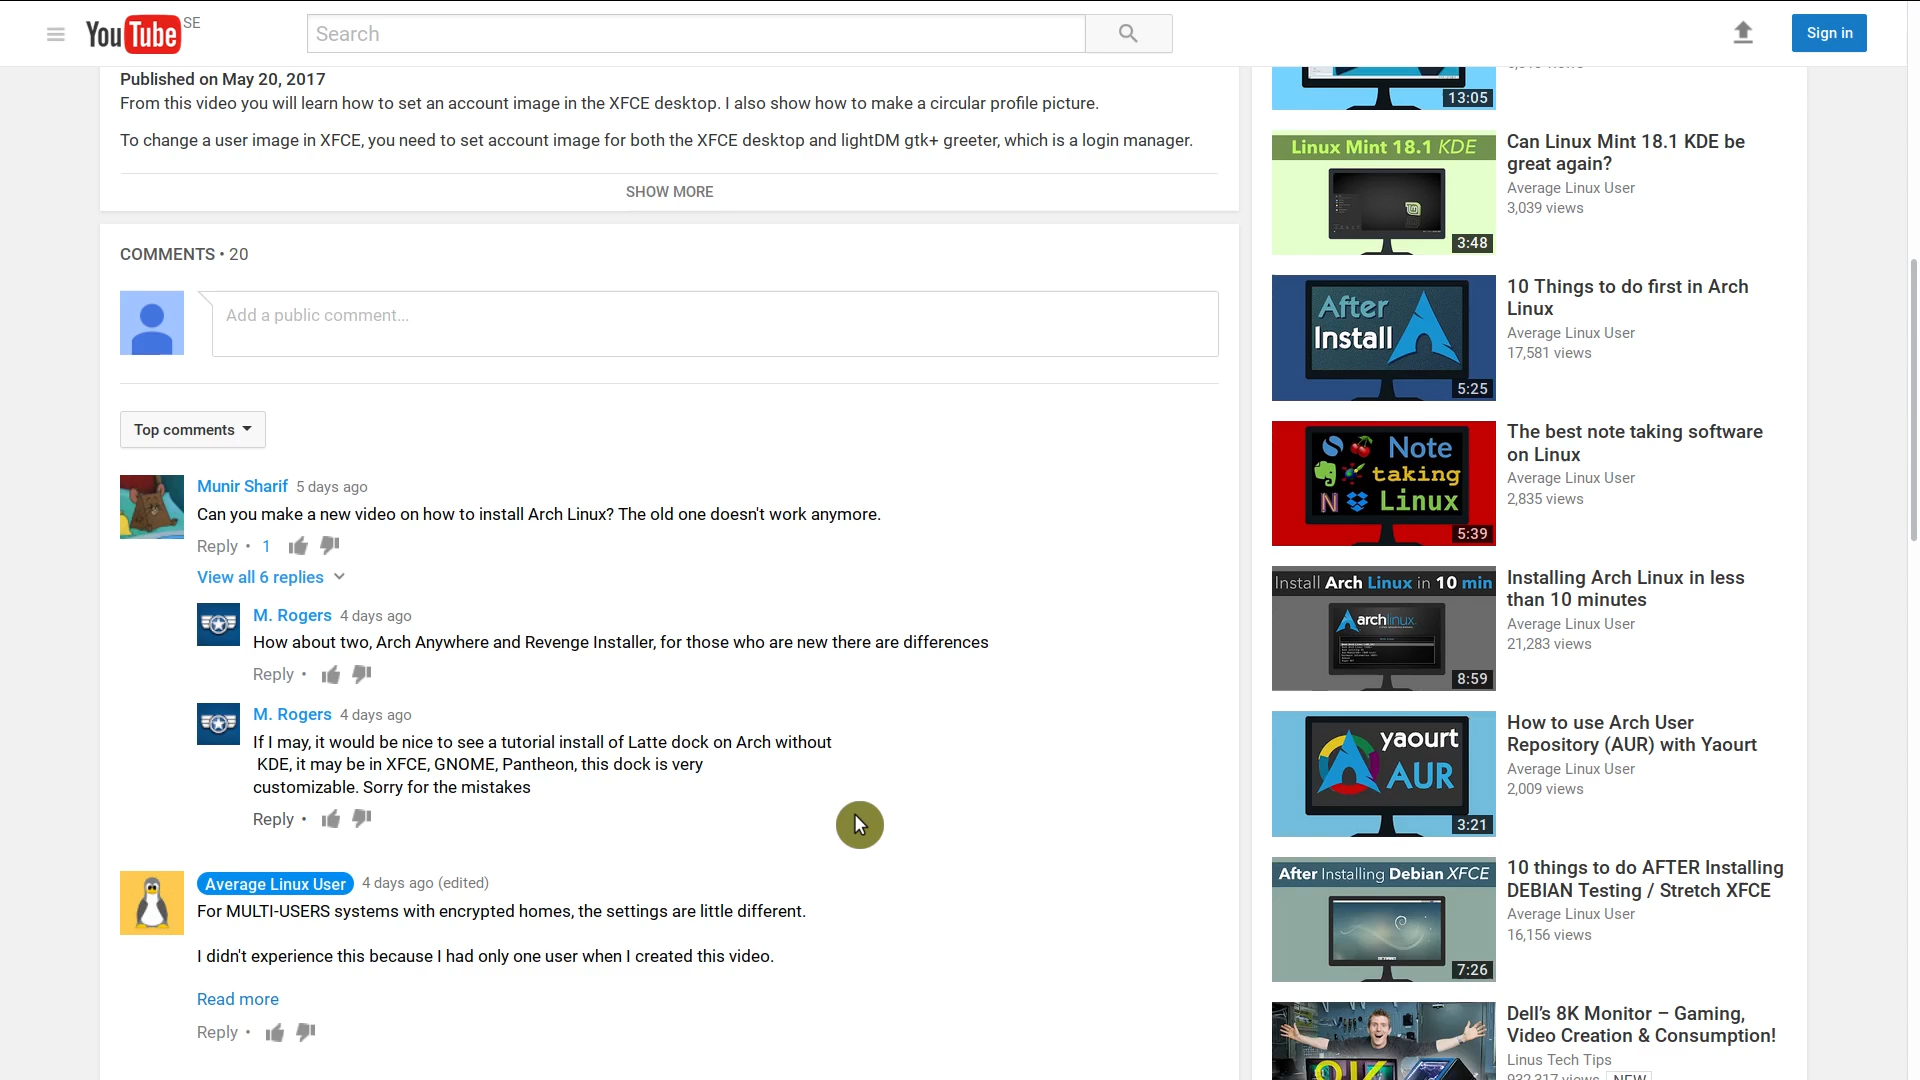 YouTube SE
Search
Sign in
Published on May 20, 2017
From this video you will learn how to set an account image in the XFCE desktop. I also show how to make a circular profile picture.
To change a user image in XFCE, you need to set account image for both the XFCE desktop and lightDM gtk+ greeter, which is a login manager.
SHOW MORE
COMMENTS • 20
Add a public comment...
Top comments
Munir Sharif 5 days ago
Can you make a new video on how to install Arch Linux? The old one doesn't work anymore.
Reply • 1
View all 6 replies
M. Rogers 4 days ago
How about two, Arch Anywhere and Revenge Installer, for those who are new there are differences
Reply •
M. Rogers 4 days ago
If I may, it would be nice to see a tutorial install of Latte dock on Arch without
KDE, it may be in XFCE, GNOME, Pantheon, this dock is very
customizable. Sorry for the mistakes
Reply •
Average Linux User 4 days ago (edited)
For MULTI-USERS systems with encrypted homes, the settings are little different.
I didn't experience this because I had only one user when I created this video.
Read more
Reply •
13:05
Linux Mint 18.1 KDE
3:48
Can Linux Mint 18.1 KDE be
great again?
Average Linux User
3,039 views
After
Install
5:25
10 Things to do first in Arch
Linux
Average Linux User
17,581 views
Note
taking
Linux
5:39
The best note taking software
on Linux
Average Linux User
2,835 views
Install Arch Linux in 10 min
archlinux
8:59
Installing Arch Linux in less
than 10 minutes
Average Linux User
21,283 views
yaourt
AUR
3:21
How to use Arch User
Repository (AUR) with Yaourt
Average Linux User
2,009 views
After Installing Debian XFCE
7:26
10 things to do AFTER Installing
DEBIAN Testing / Stretch XFCE
Average Linux User
16,156 views
Dell's 8K Monitor – Gaming,
Video Creation & Consumption!
Linus Tech Tips
932,317 views NEW